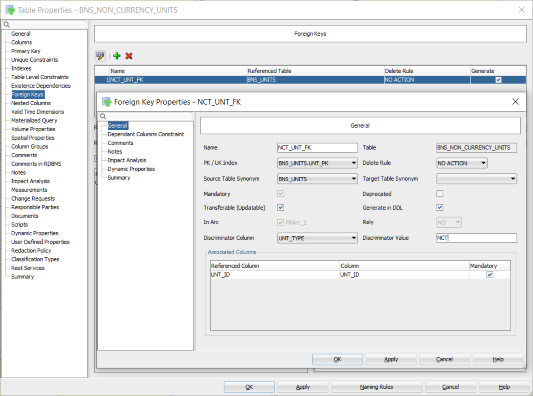 Table Properties - BNS_NON_CURRENCY_UNITS
General
Columns
Primary Key
Unique Constraints
Indexes
Table Level Constraints
Existence Dependencies
Foreign Keys
Nested Columns
Valid Time Dimensions
Materialized Query
Volume Properties
Spatial Properties
Column Groups
Comments
Comments in RDBMS
Notes
Impact Analysis
Measurements
Change Requests
Responsible Parties
Documents
Scripts
Dynamic Properties
User Defined Properties
Redaction Policy
Classification Types
Rest Services
Summary
Foreign Keys
Name Referenced Table Delete Rule Generate
1 NCT_UNT_FK BNS_UNITS NO ACTION
Foreign Key Properties - NCT_UNT_FK
General
Dependent Columns Constraint
Comments
Notes
Impact Analysis
Dynamic Properties
Summary
General
Name NCT_UNT_FK Table BNS_NON_CURRENCY_UNITS
PK / UK Index BNS_UNITS.UNT_PK Delete Rule NO ACTION
Source Table Synonym BNS_UNITS Target Table Synonym
Mandatory Deprecated
Transferable (Updatable) Generate in DDL
In Arc FKArc_2 Rely NO
Discriminator Column UNT_TYPE Discriminator Value NCT
Associated Columns
Referenced Column Column Mandatory
UNT_ID UNT_ID
OK Apply Cancel Help
OK Apply Naming Rules Cancel Help